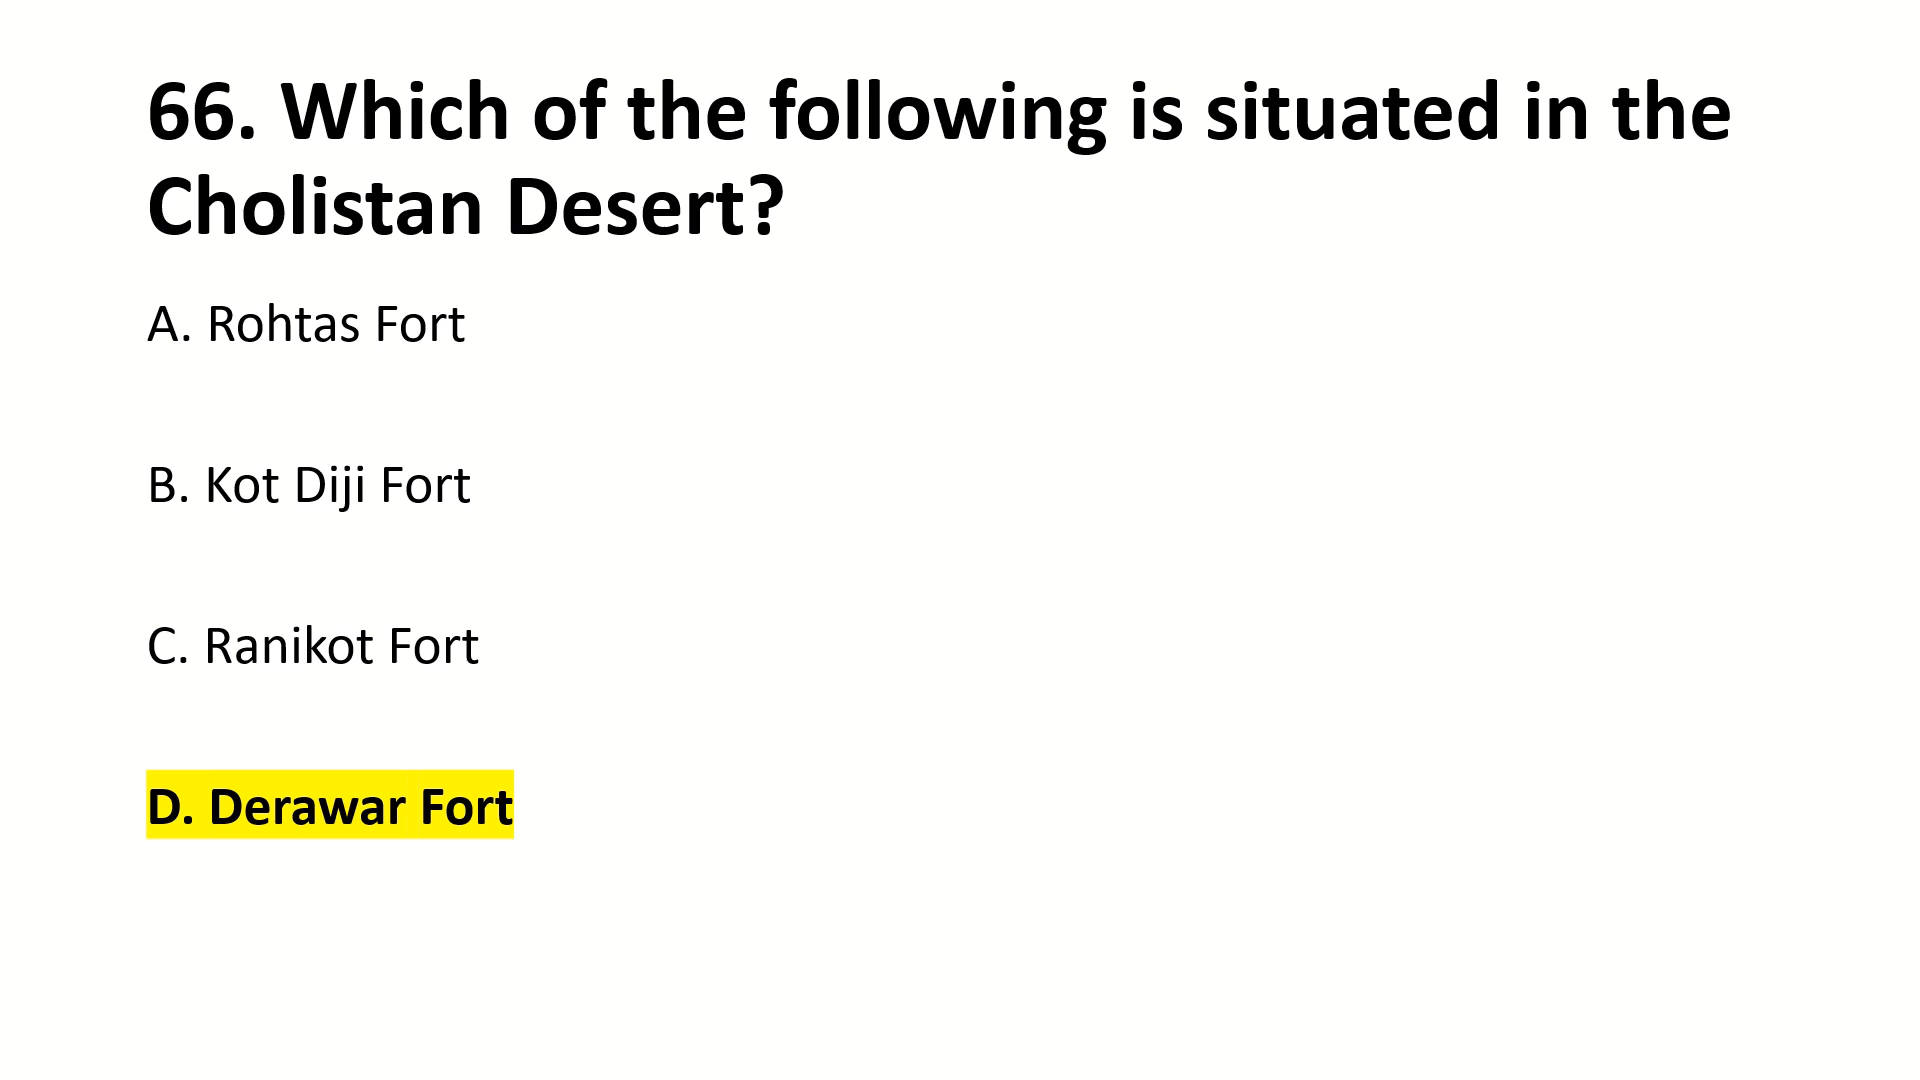 66. Which of the following is situated in the
Cholistan Desert?
A. Rohtas Fort
B. Kot Diji Fort
C. Ranikot Fort
D. Derawar Fort